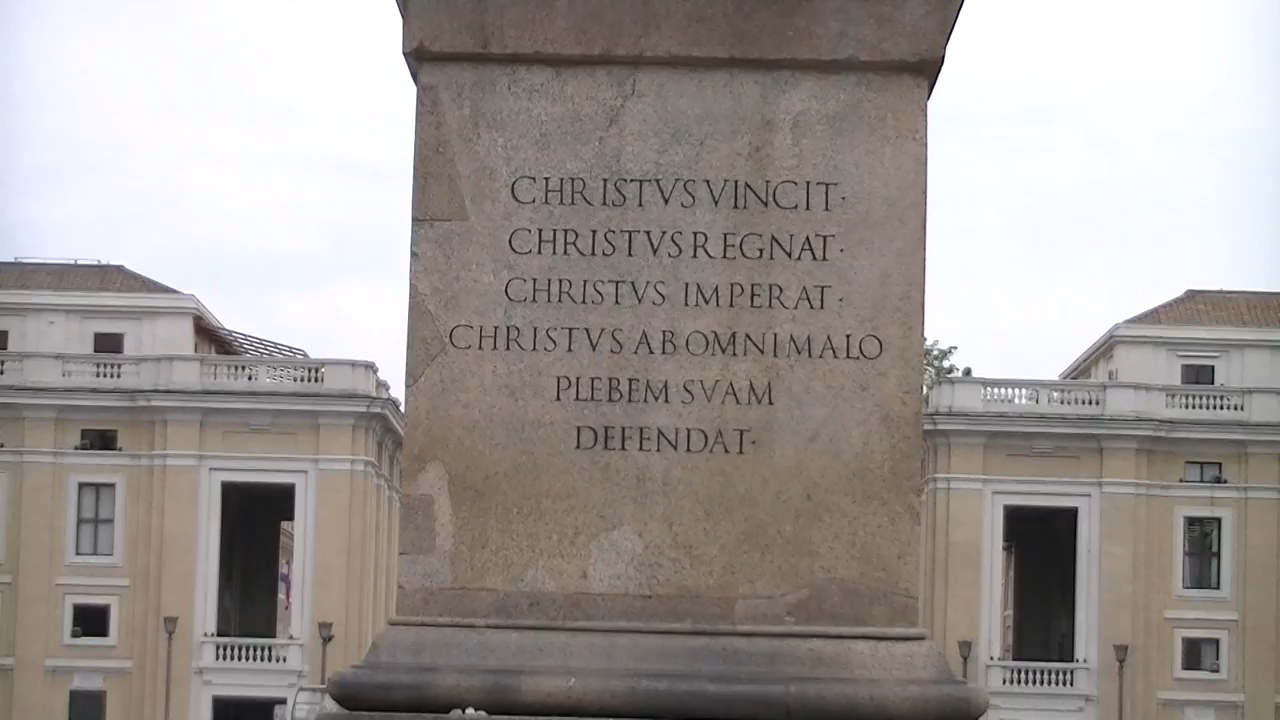 CHRISTVS VINCIT·
CHRISTVS REGNAT·
CHRISTVS IMPERAT·
CHRISTVS AB OMNI MALO
PLEBEM SVAM
DEFENDAT·